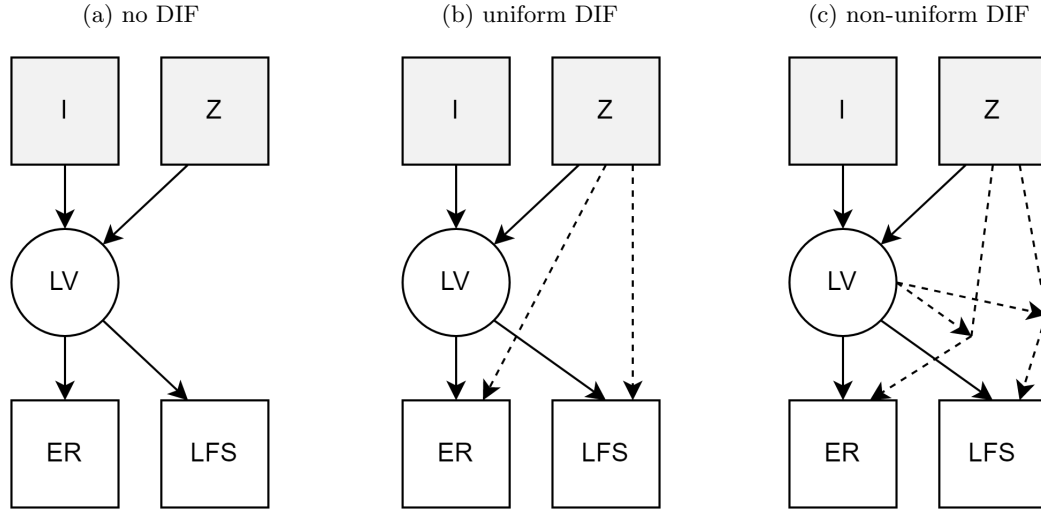 (a) no DIF
(b) uniform DIF
(c) non-uniform DIF
I
Z
I
Z
I
Z
LV
LV
LV
ER
LFS
ER
LFS
ER
LFS